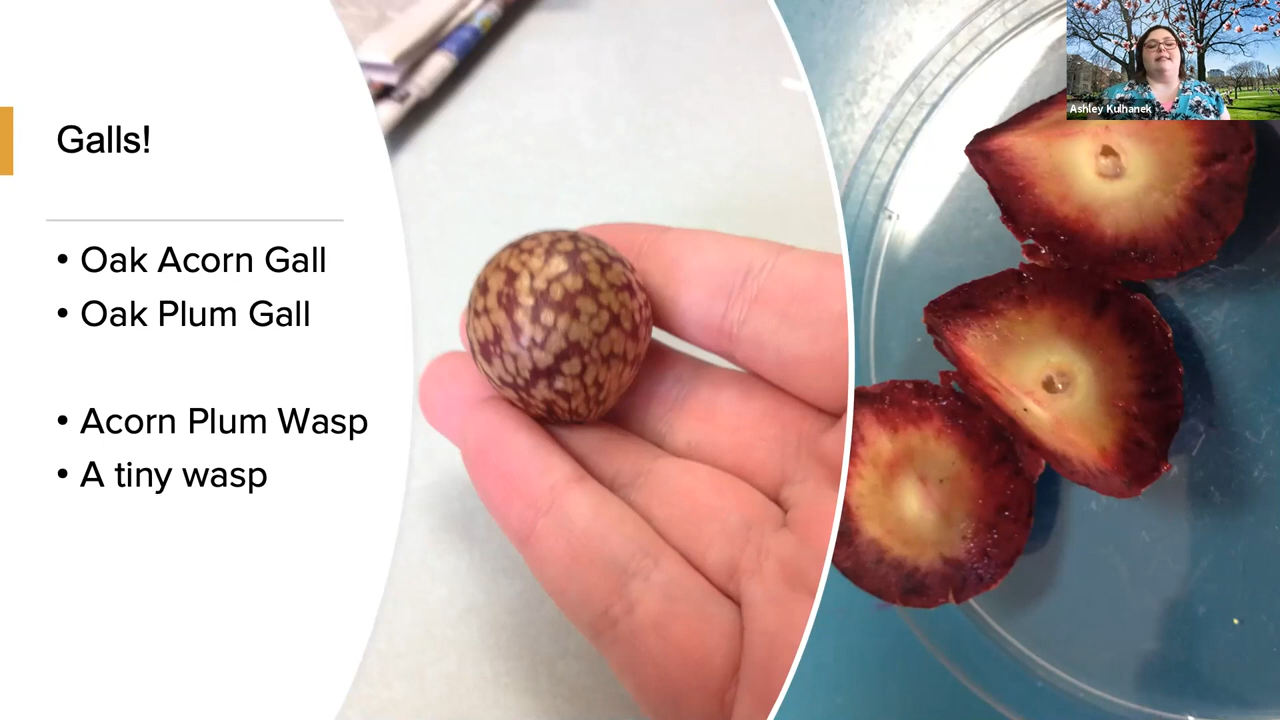 Galls!
• Oak Acorn Gall
• Oak Plum Gall
• Acorn Plum Wasp
• A tiny wasp
Ashley Kulhanek